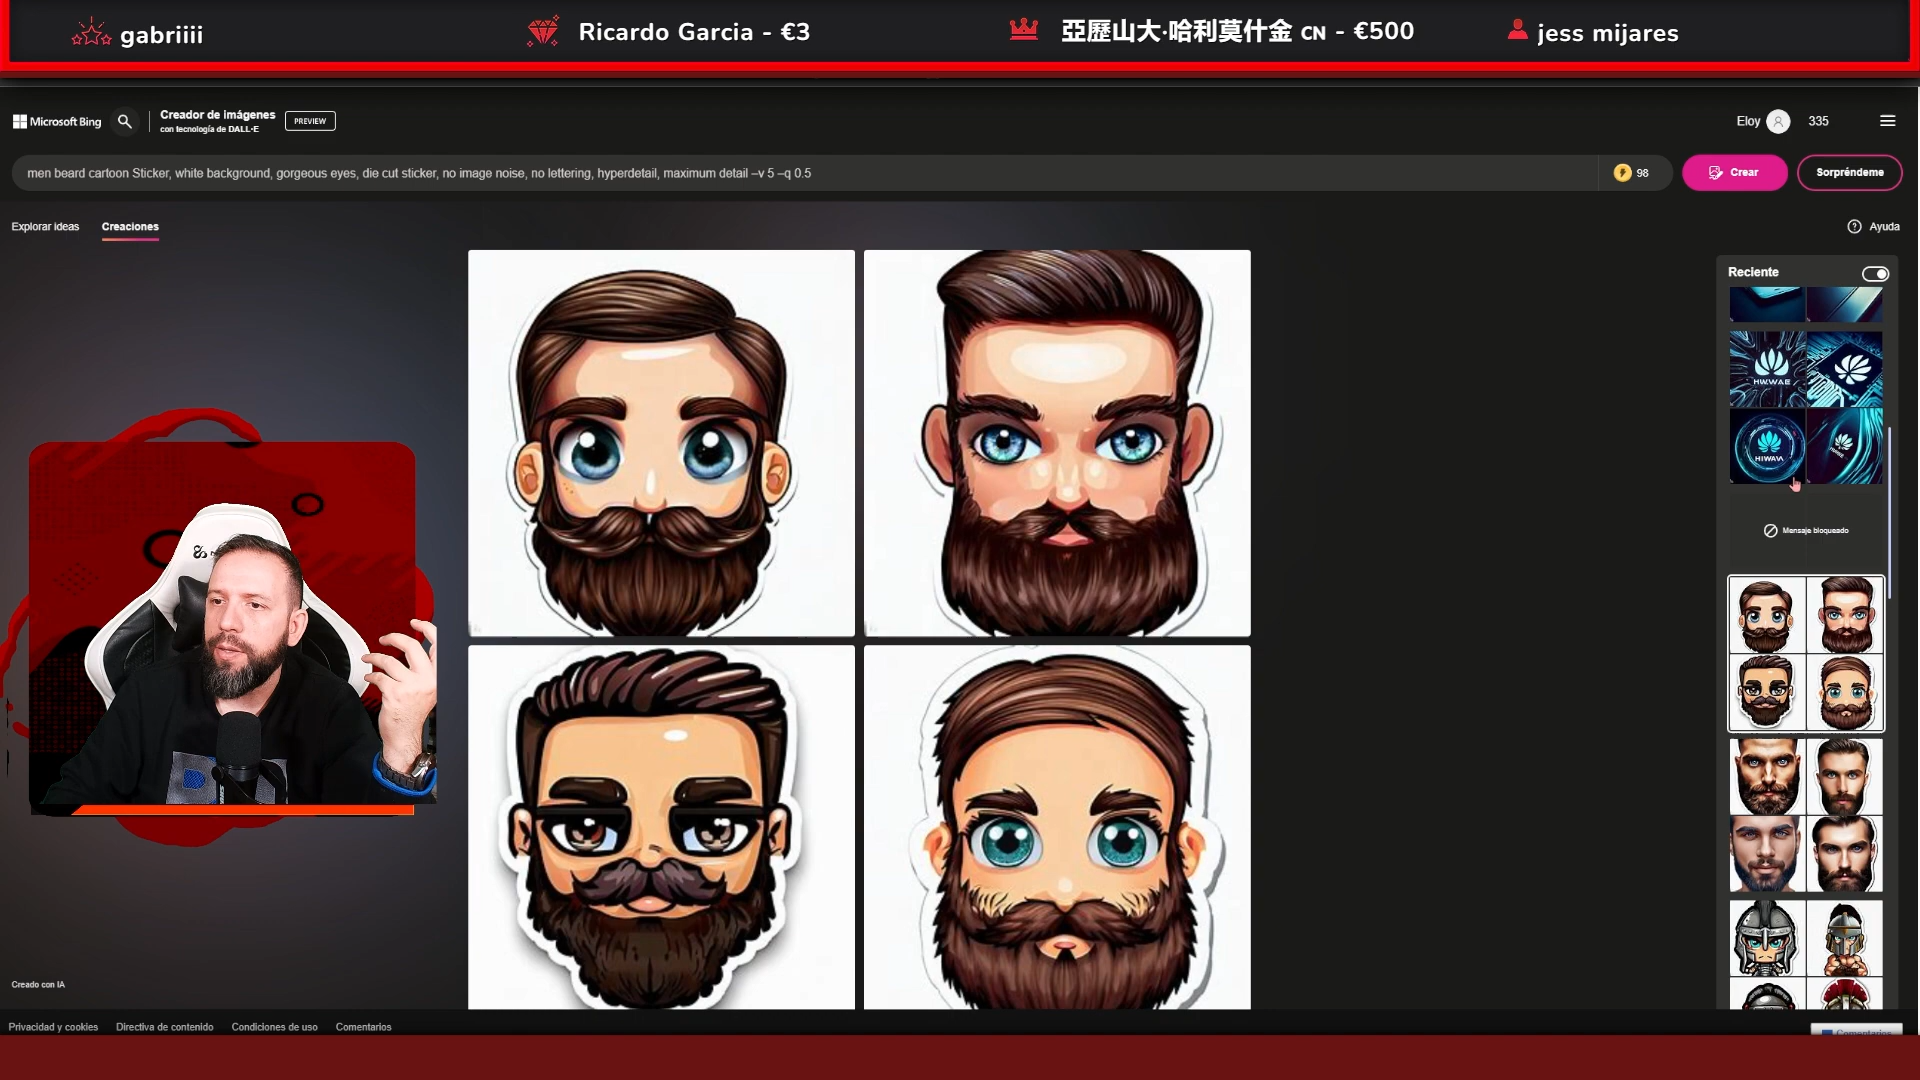 gabriiii
Ricardo Garcia - €3
亞歷山大·哈利莫什金 CN - €500
jess mijares
Microsoft Bing
Creador de imágenes
con tecnología de DALL·E
PREVIEW
Eloy
335
men beard cartoon Sticker, white background, gorgeous eyes, die cut sticker, no image noise, no lettering, hyperdetail, maximum detail –v 5 –q 0.5
98
Crear
Sorpréndeme
Explorar ideas
Creaciones
Ayuda
Reciente
HWWAE
HIWAW
Mensaje bloqueado
Creado con IA
Privacidad y cookies
Directiva de contenido
Condiciones de uso
Comentarios
Comentarios